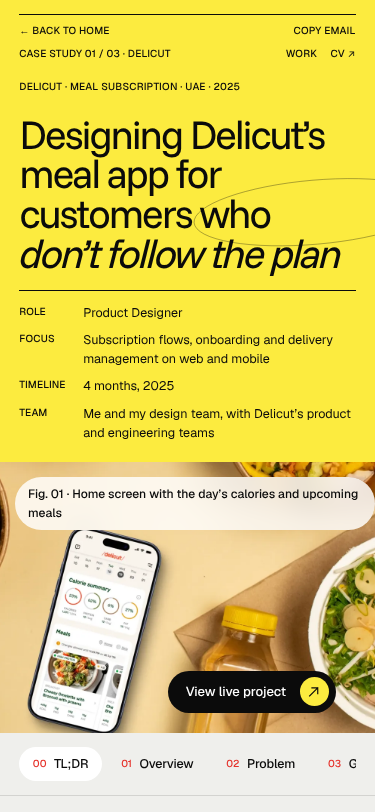 ← BACK TO HOME COPY EMAIL
CASE STUDY 01 / 03 · DELICUT WORK CV ↗
DELICUT · MEAL SUBSCRIPTION · UAE · 2025
Designing Delicut’s
meal app for
customers who
don’t follow the plan
ROLE Product Designer
FOCUS Subscription flows, onboarding and delivery
management on web and mobile
TIMELINE 4 months, 2025
TEAM Me and my design team, with Delicut’s product
and engineering teams
Fig. 01 · Home screen with the day’s calories and upcoming
meals
delicut
Calorie summary
Meals
View live project ↗
00 TL;DR 01 Overview 02 Problem 03 G